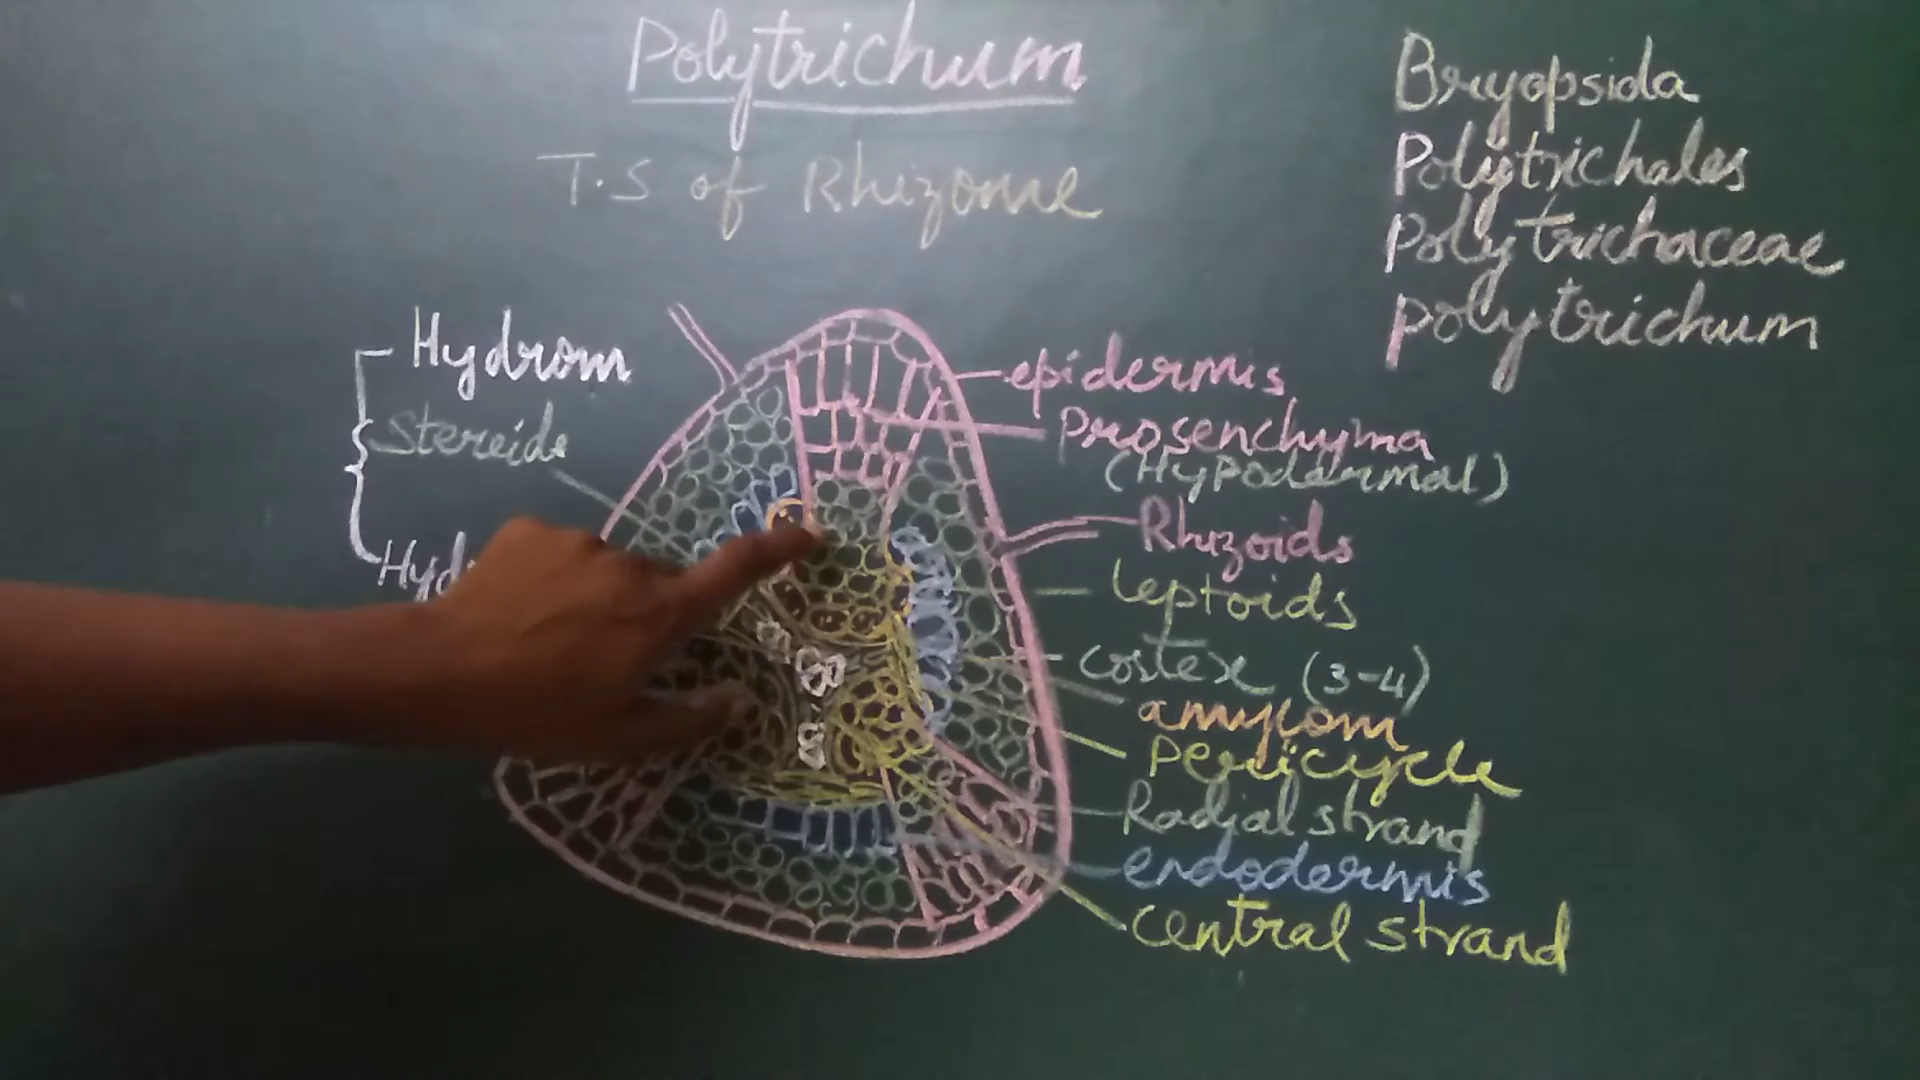 Polytrichum
T.S of Rhizome
Bryopsida
Polytrichales
Polytrichaceae
polytrichum
Hydrom
Stereids
epidermis
Prosenchyma
(Hypodermal)
Rhizoids
leptoids
Cortex (3-4)
amylom
Pericycle
Radial strand
endodermis
Central strand